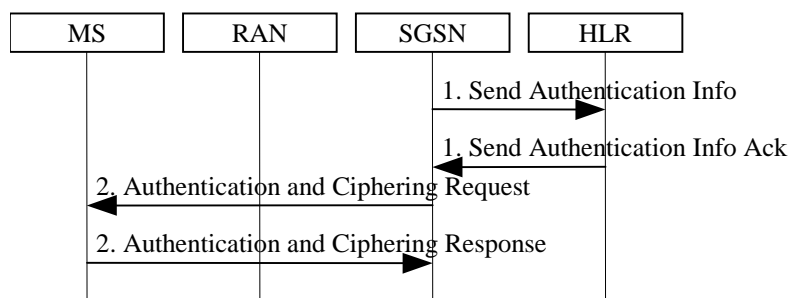 MS
RAN
SGSN
HLR
1. Send Authentication Info
1. Send Authentication Info Ack
2. Authentication and Ciphering Request
2. Authentication and Ciphering Response